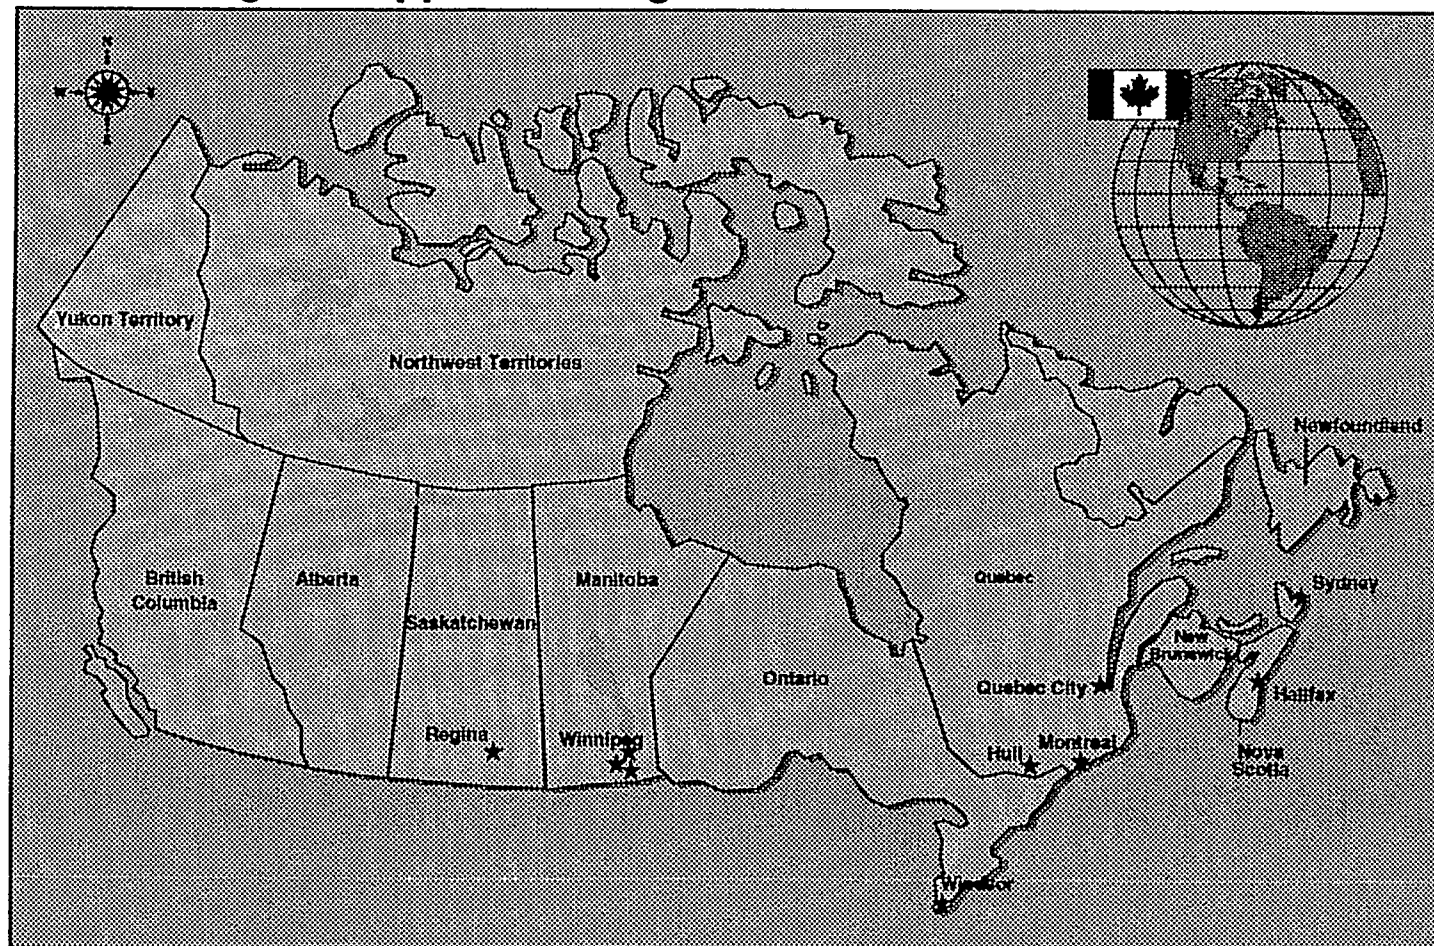 N
Yukon Territory
Northwest Territories
Newfoundland
British
Columbia
Alberta
Saskatchewan
Manitoba
Ontario
Quebec
Sydney
New
Brunswick
Quebec City
Halifax
Regina
Winnipeg
Hull
Montreal
Nova
Scotia
Windsor